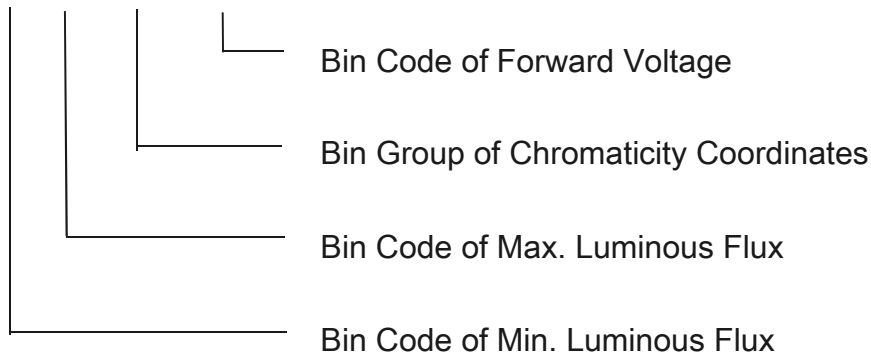 Bin Code of Forward Voltage
Bin Group of Chromaticity Coordinates
Bin Code of Max. Luminous Flux
Bin Code of Min. Luminous Flux